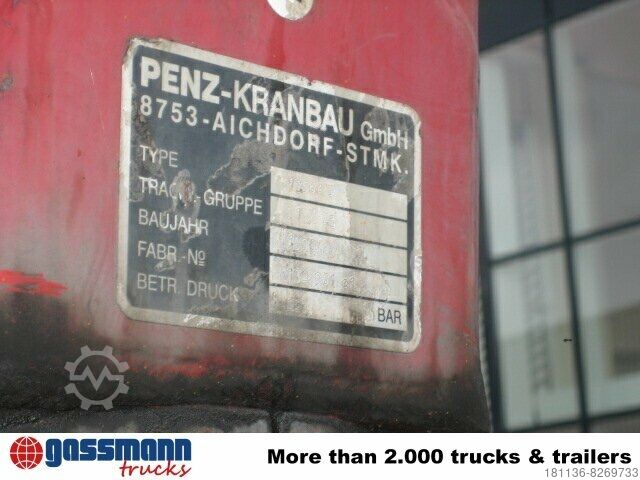 PENZ-KRANBAU GmbH
8753-AICHDORF-STMK.
TYPE
TRAGK.-GRUPPE
BAUJAHR
FABR.-No
BETR. DRUCK
BAR
gassmann
trucks
More than 2.000 trucks & trailers
181136-8269733